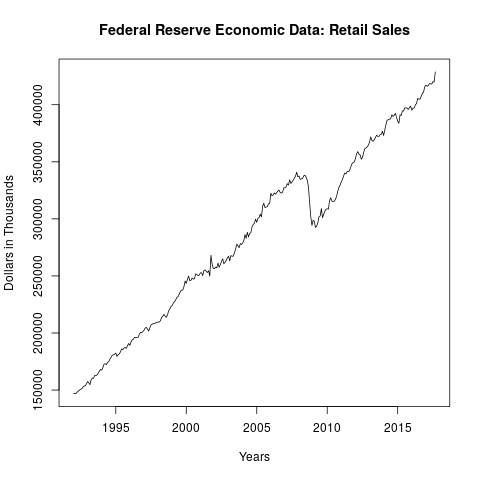 Federal Reserve Economic Data: Retail Sales
Dollars in Thousands
400000
350000
300000
250000
200000
150000
1995 2000 2005 2010 2015
Years